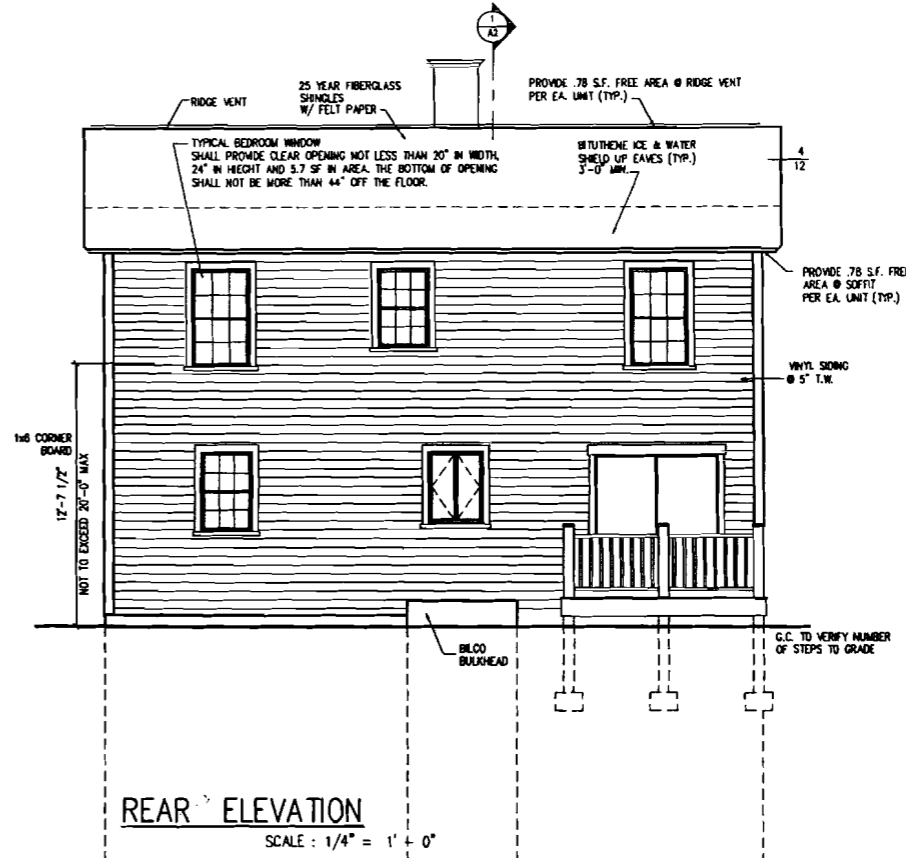 1
A2
RIDGE VENT
25 YEAR FIBERGLASS
SHINGLES
W/ FELT PAPER
PROVIDE .78 S.F. FREE AREA @ RIDGE VENT
PER EA. UNIT (TYP.)
TYPICAL BEDROOM WINDOW
SHALL PROVIDE CLEAR OPENING NOT LESS THAN 20" IN WIDTH,
24" IN HIEGHT AND 5.7 SF IN AREA. THE BOTTOM OF OPENING
SHALL NOT BE MORE THAN 44" OFF THE FLOOR.
BITUTHENE ICE & WATER
SHIELD UP EAVES (TYP.)
3'-0" MIN.
4
12
PROVIDE .78 S.F. FREE
AREA @ SOFFIT
PER EA. UNIT (TYP.)
VINYL SIDING
@ 5" T.W.
1x6 CORNER
BOARD
12'-7 1/2"
NOT TO EXCEED 20'-0" MAX
BILCO
BULKHEAD
G.C. TO VERIFY NUMBER
OF STEPS TO GRADE
REAR ELEVATION
SCALE : 1/4" = 1' + 0"